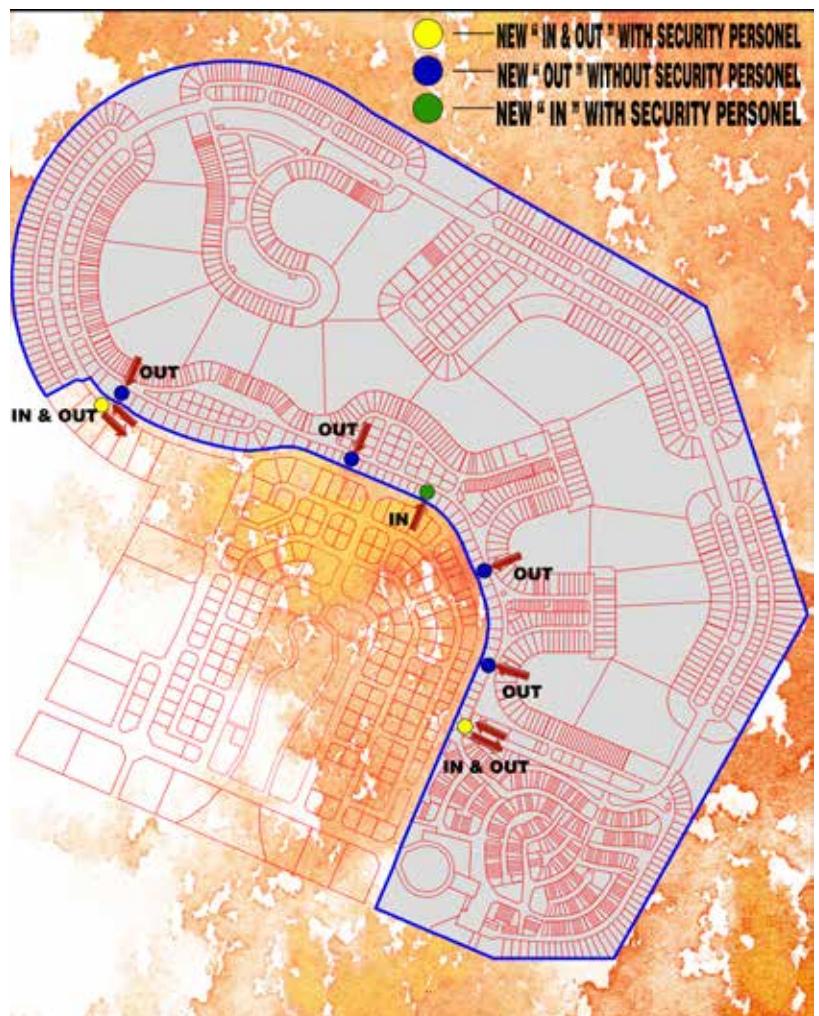 NEW " IN & OUT " WITH SECURITY PERSONEL
NEW " OUT " WITHOUT SECURITY PERSONEL
NEW " IN " WITH SECURITY PERSONEL
OUT
IN & OUT
OUT
IN
OUT
OUT
IN & OUT